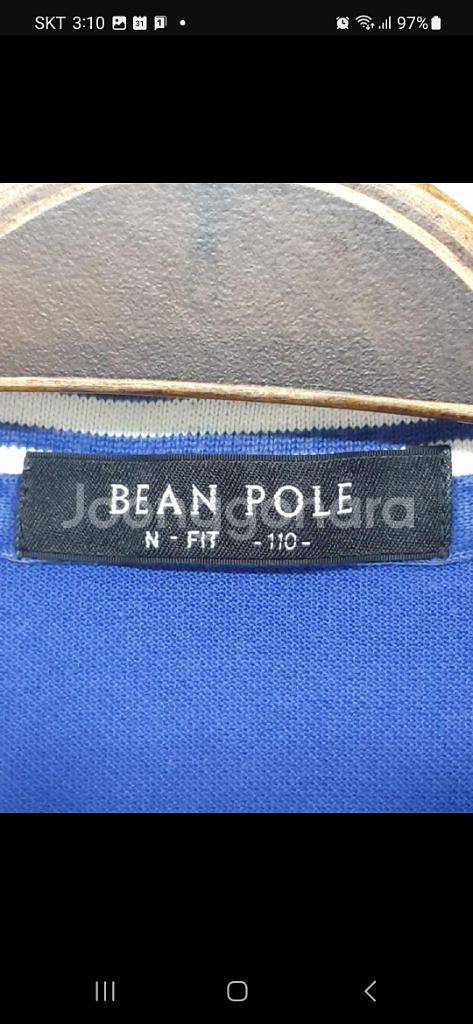 SKT 3:10
97%
BEAN POLE
Joonggonara
N - FIT -110-